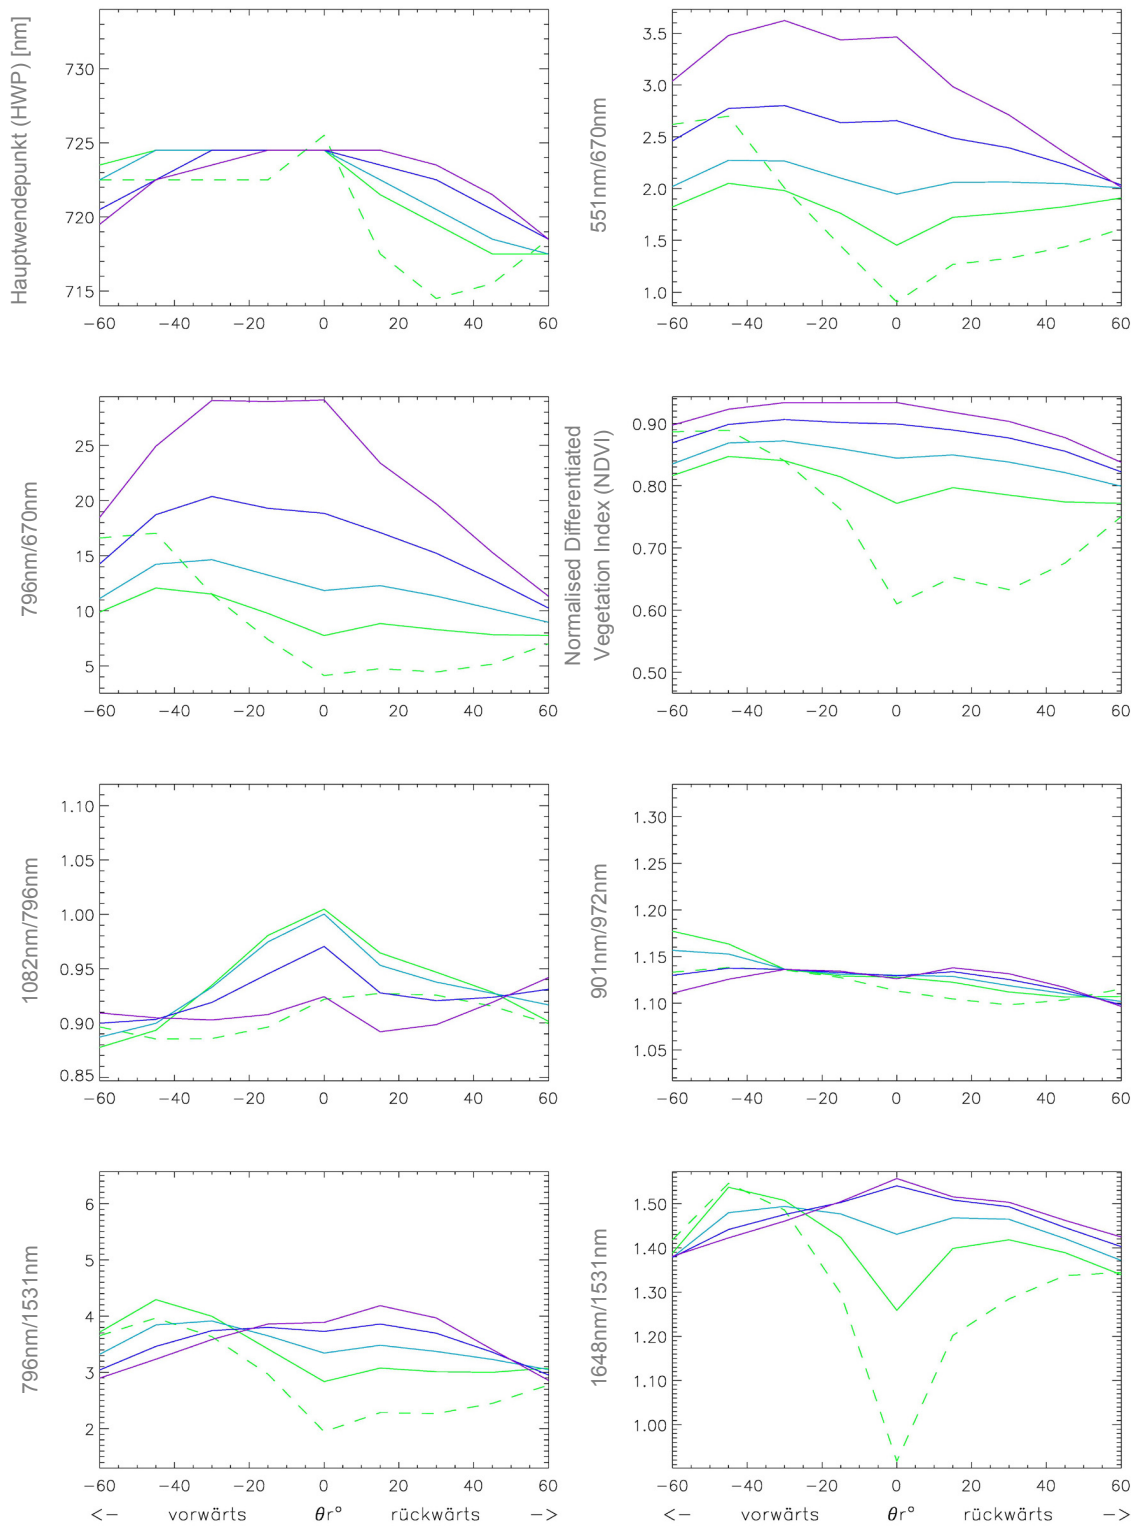 Hauptwendepunkt (HWP) [nm]
730
725
720
715
−60 −40 −20 0 20 40 60
551nm/670nm
3.5
3.0
2.5
2.0
1.5
1.0
−60 −40 −20 0 20 40 60
796nm/670nm
25
20
15
10
5
−60 −40 −20 0 20 40 60
Normalised Differentiated
Vegetation Index (NDVI)
0.90
0.80
0.70
0.60
0.50
−60 −40 −20 0 20 40 60
1082nm/796nm
1.10
1.05
1.00
0.95
0.90
0.85
−60 −40 −20 0 20 40 60
901nm/972nm
1.30
1.25
1.20
1.15
1.10
1.05
−60 −40 −20 0 20 40 60
796nm/1531nm
6
5
4
3
2
−60 −40 −20 0 20 40 60
<− vorwärts θr° rückwärts −>
1648nm/1531nm
1.50
1.40
1.30
1.20
1.10
1.00
−60 −40 −20 0 20 40 60
<− vorwärts θr° rückwärts −>